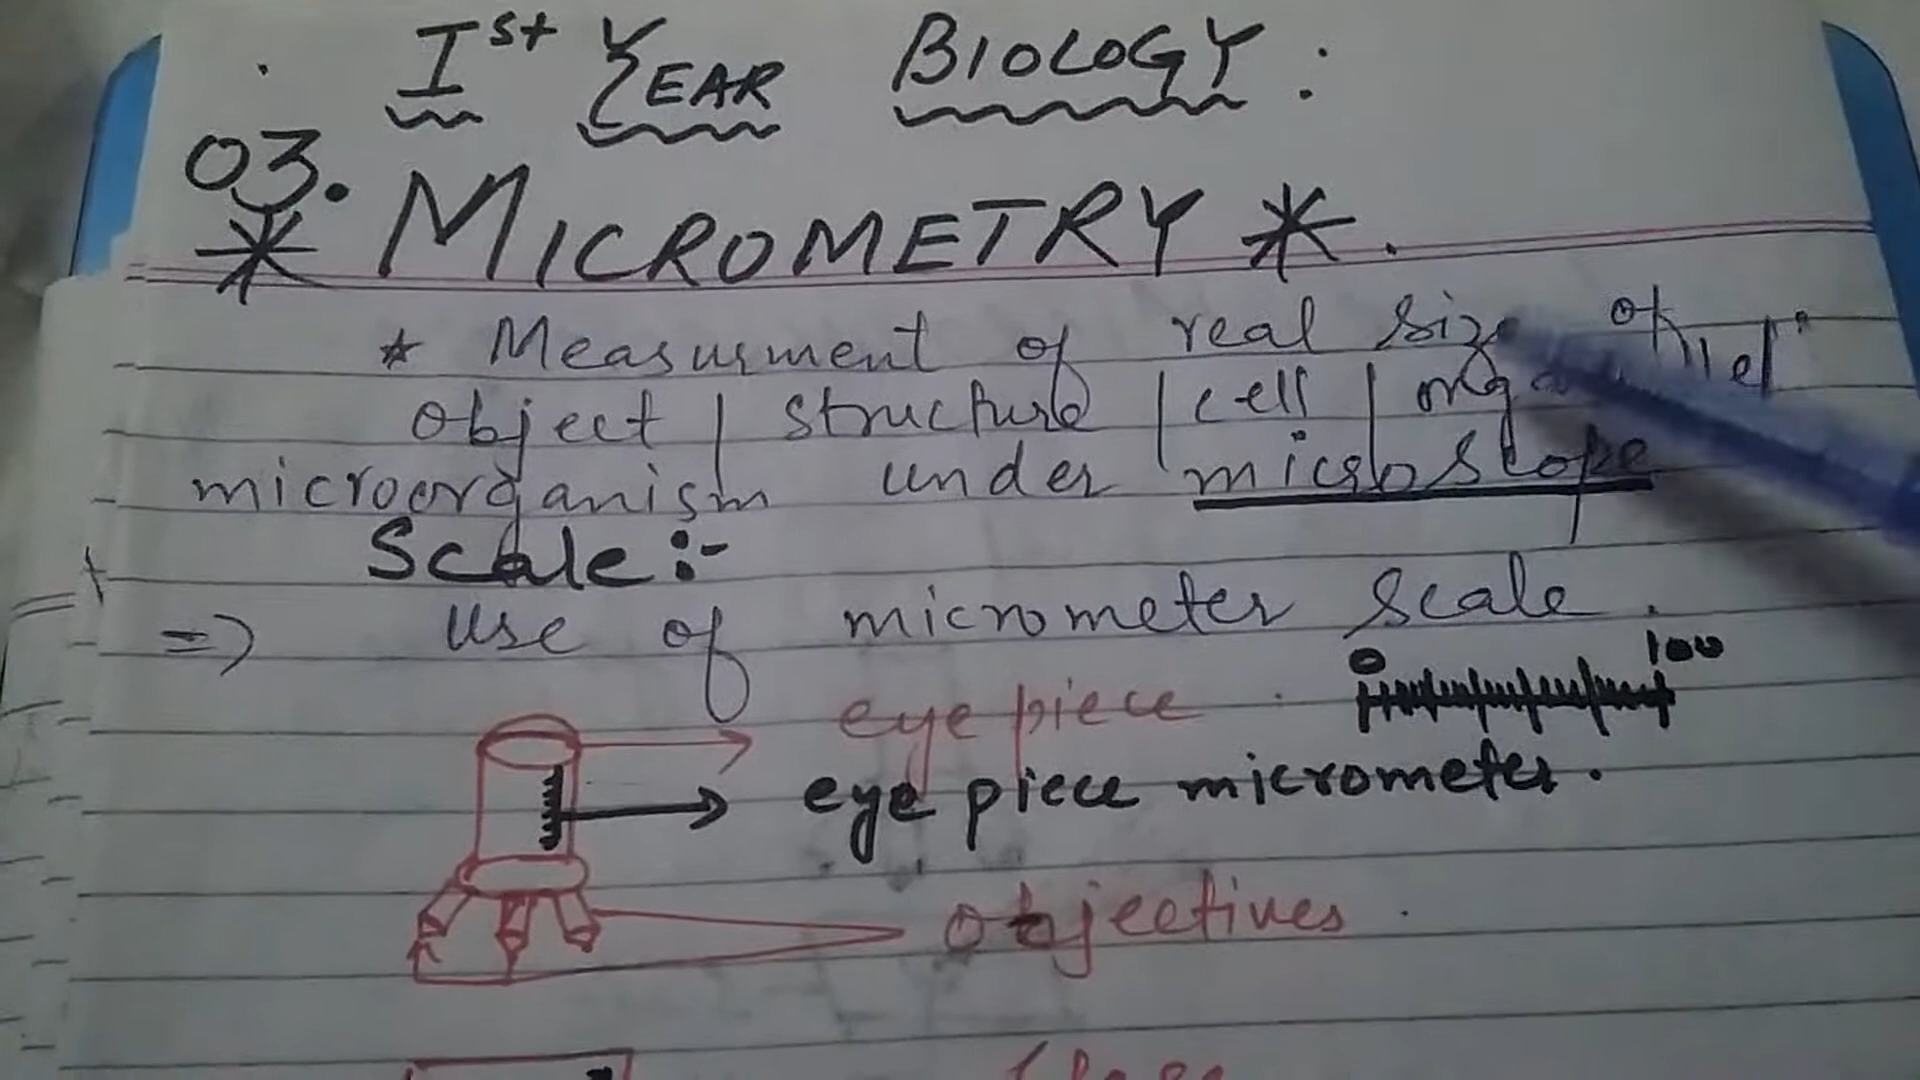 Ist YEAR BIOLOGY :
03.
* MICROMETRY * .
* Measurment of real size of
object | structure | cell |
microorganism under microscope
Scale :-
=> Use of micrometer scale .
0 100
eye piece
eye piece micrometer .
objectives .